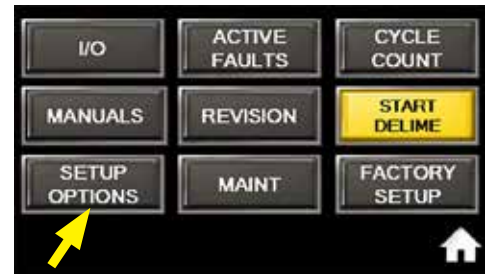 I/O
ACTIVE
FAULTS
CYCLE
COUNT
MANUALS
REVISION
START
DELIME
SETUP
OPTIONS
MAINT
FACTORY
SETUP